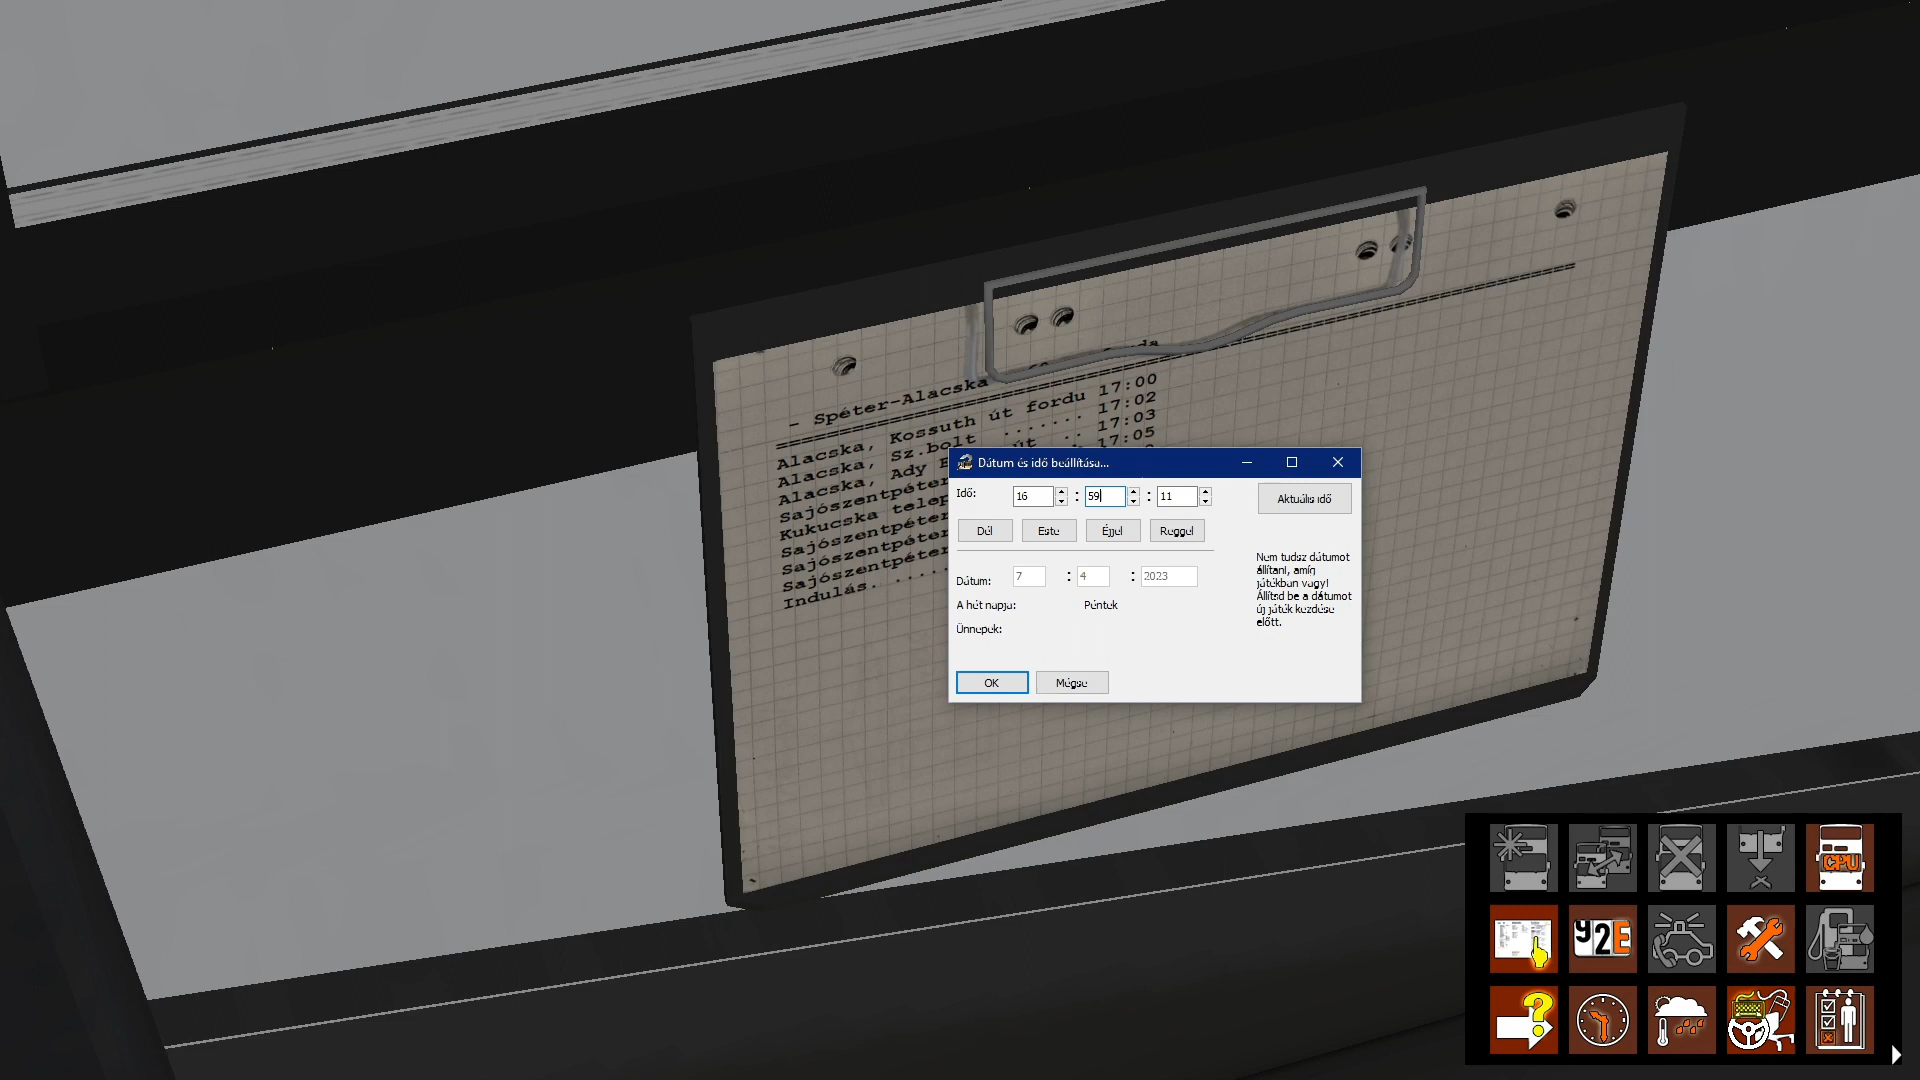 - Spéter-Alacska
Alacska, Kossuth út fordu 17:00
Alacska, Sz.bolt ....... 17:02
Alacska, Ady E út .. 17:03
Sajószentpéter 17:05
Kukucska telep
Sajószentpéter
Sajószentpéter
Sajószentpéter
Indulás. .....
Dátum és idő beállítása...
Idő: 16 : 59 : 11
Aktuális idő
Dél Este Éjjel Reggel
Nem tudsz dátumot
állítani, amíg
játékban vagy!
Állítsd be a dátumot
új játék kezdése
előtt.
Dátum: 7 : 4 : 2023
A hét napja: Péntek
Ünnepek:
OK Mégse
CPU
92E
?